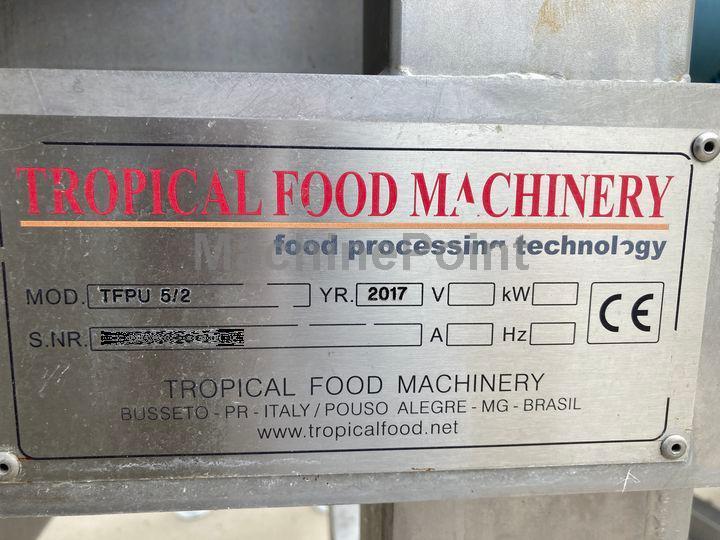 TROPICAL FOOD MACHINERY
food processing technology
MachinePoint
MOD. TFPU 5/2 YR. 2017 V kW CE
S.NR. A Hz
TROPICAL FOOD MACHINERY
BUSSETO - PR - ITALY / POUSO ALEGRE - MG - BRASIL
www.tropicalfood.net